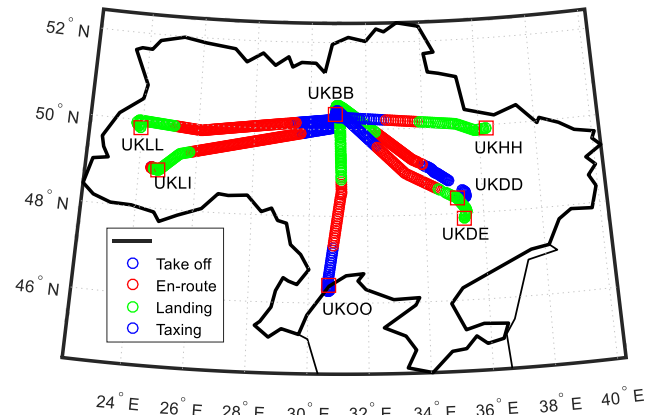 52° N
50° N
48° N
46° N
UKBB
UKLL
UKHH
UKLI
UKDD
UKDE
UKOO
Take off
En-route
Landing
Taxing
24° E
26° E
28° E
30° E
32° E
34° E
36° E
38° E
40° E